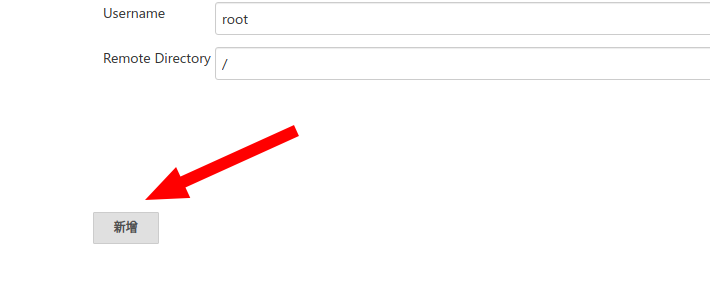 Username
root
Remote Directory
/
新增